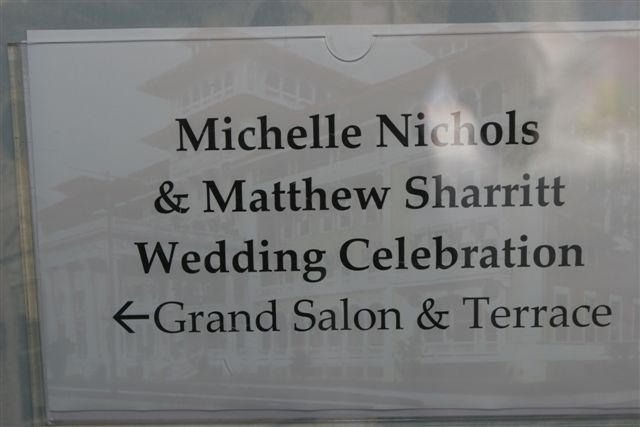 Michelle Nichols
& Matthew Sharritt
Wedding Celebration
←Grand Salon & Terrace